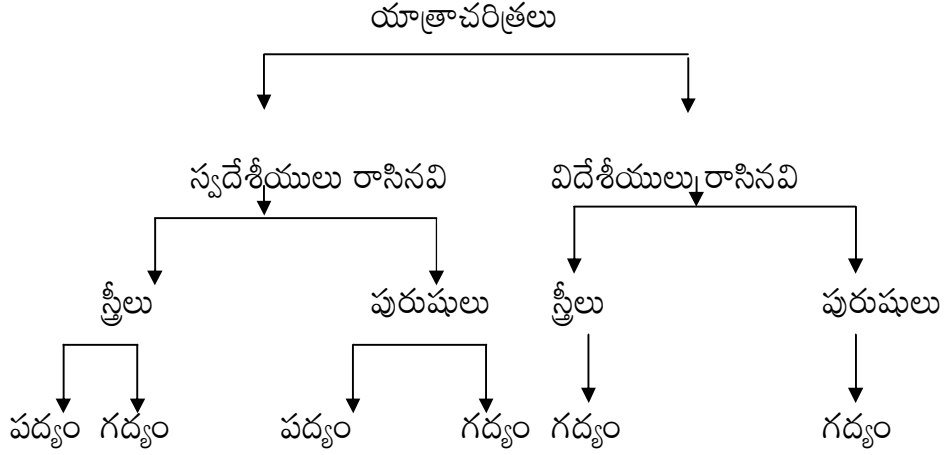 యాత్రాచరిత్రలు
స్వదేశీయులు రాసినవి విదేశీయులు రాసినవి
స్త్రీలు పురుషులు స్త్రీలు పురుషులు
పద్యం గద్యం పద్యం గద్యం గద్యం గద్యం